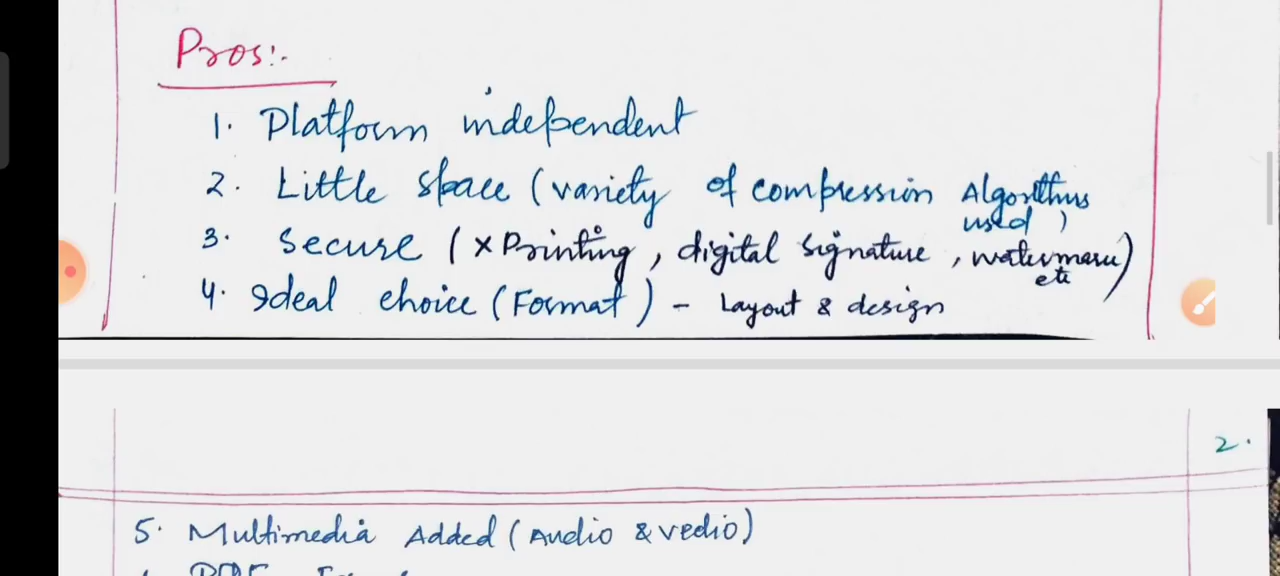 Pros:-
1. Platform independent
2. Little space (variety of compression Algorithms
used)
3. Secure (x Printing, digital signature, watermark)
etc
4. Ideal choice (Format) - Layout & design
2.
5. Multimedia Added (Audio & vedio)
PDF